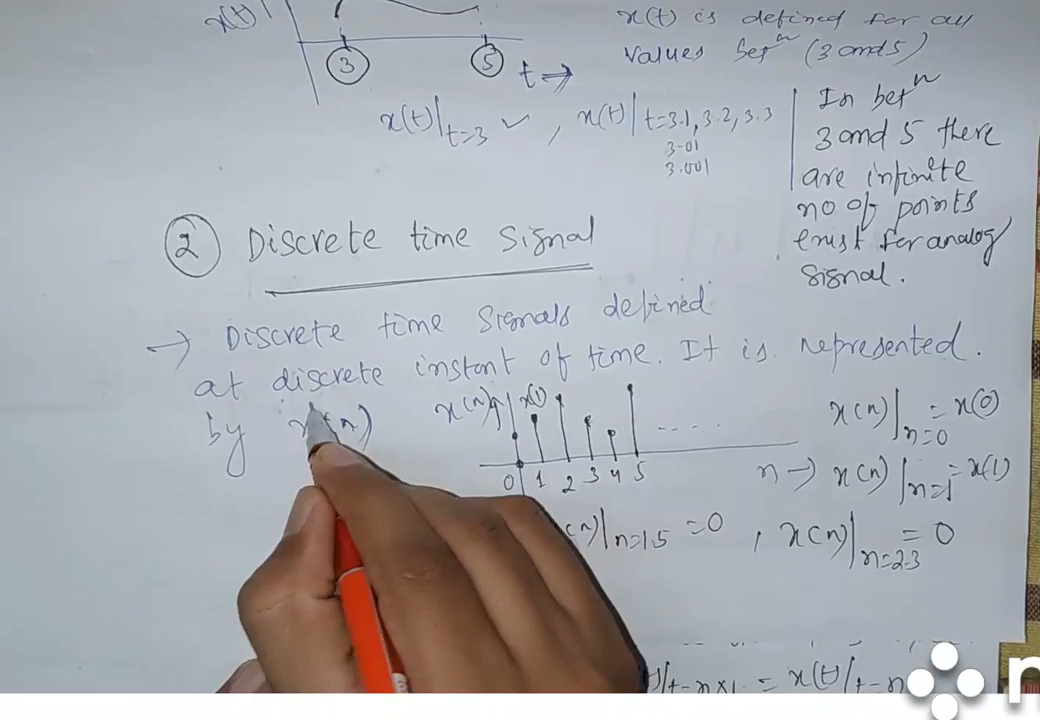 x(t)
3
5
t ⇒
x(t) is defined for all
values betⁿ (3 and 5)
x(t)|t=3 ✓ , x(t)|t=3.1, 3.2, 3.3
3.01
3.001
In betⁿ
3 and 5 there
are infinite
no of points
exist for analog
signal.
② Discrete time signal
→ Discrete time signals defined
at discrete instant of time. It is represented.
by x(n)
x(n) x(1)
0 1 2 3 4 5
n →
x(n)|n=0 = x(0)
x(n)|n=1 = x(1)
(n)|n=1.5 = 0 , x(n)|n=2.3 = 0
= x(t)|